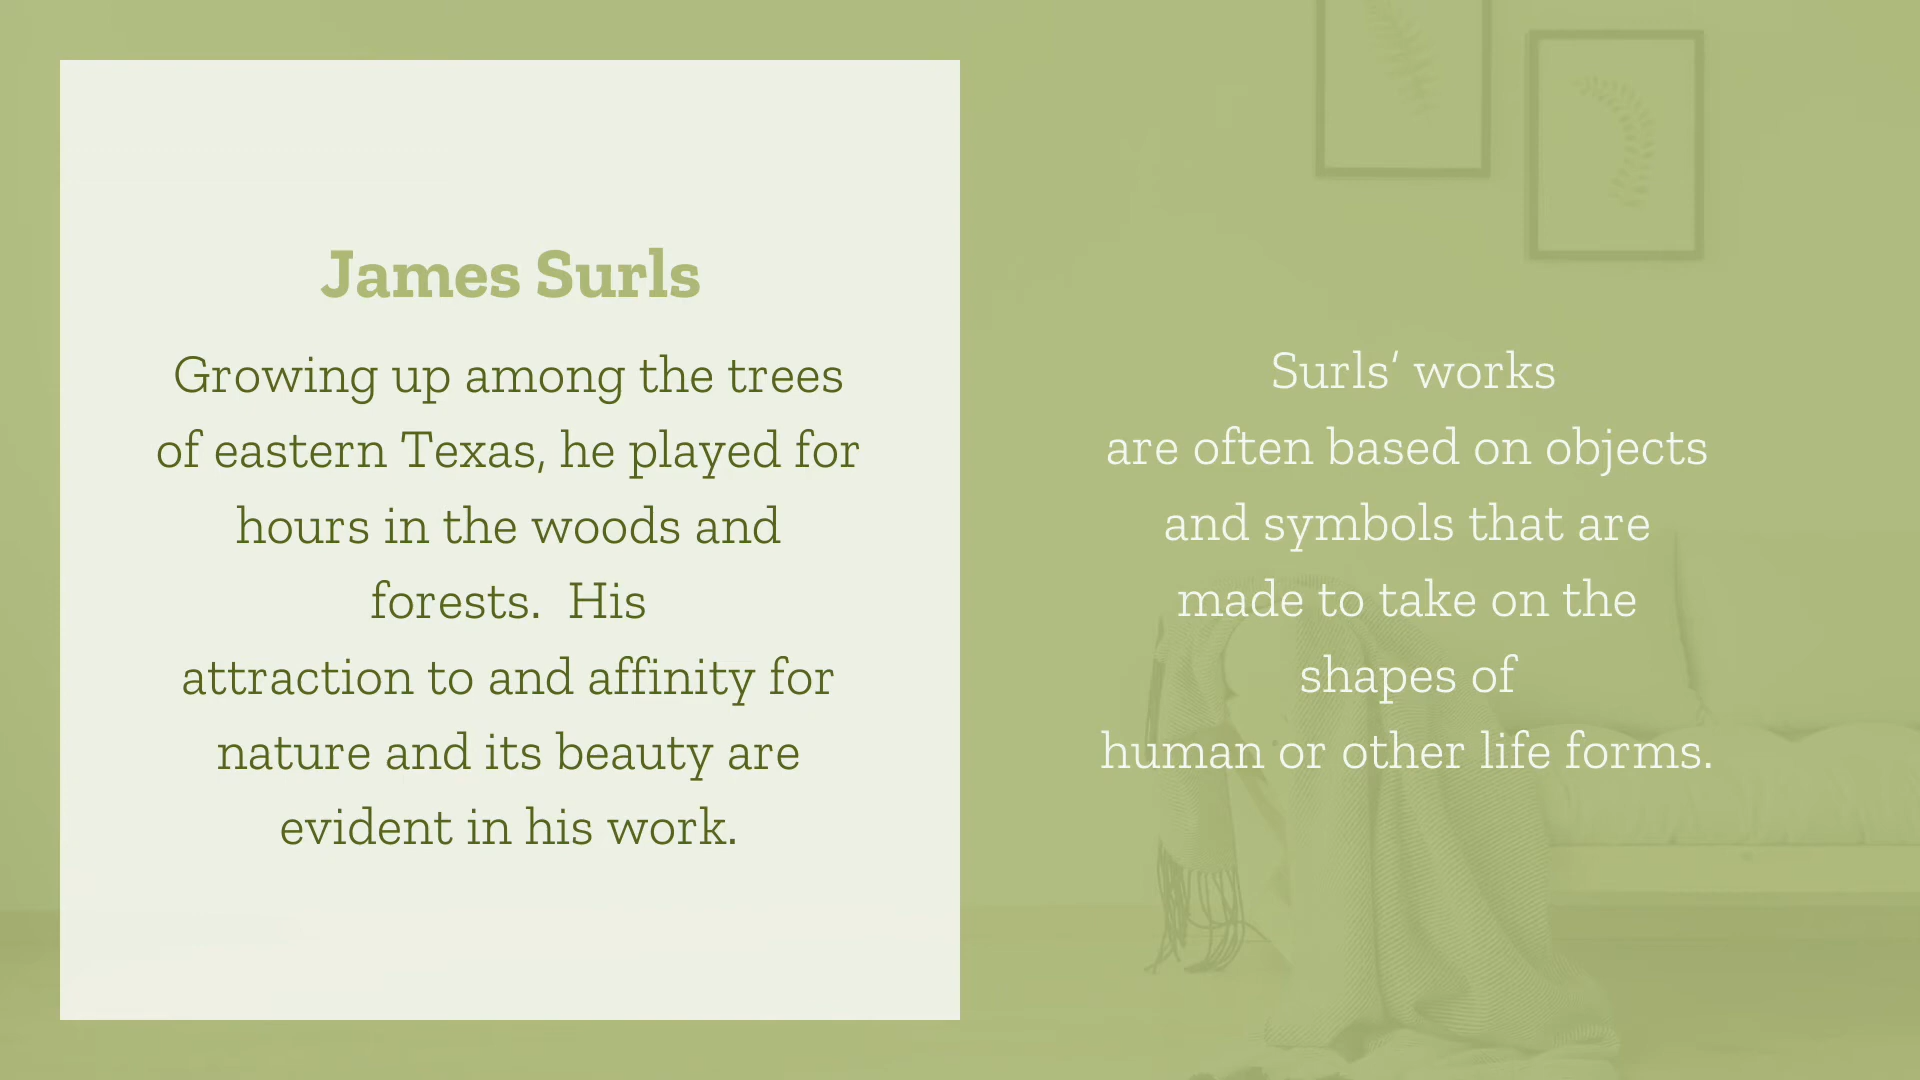 James Surls
Growing up among the trees
of eastern Texas, he played for
hours in the woods and
forests.  His
attraction to and affinity for
nature and its beauty are
evident in his work.
Surls‘ works
are often based on objects
and symbols that are
made to take on the
shapes of
human or other life forms.